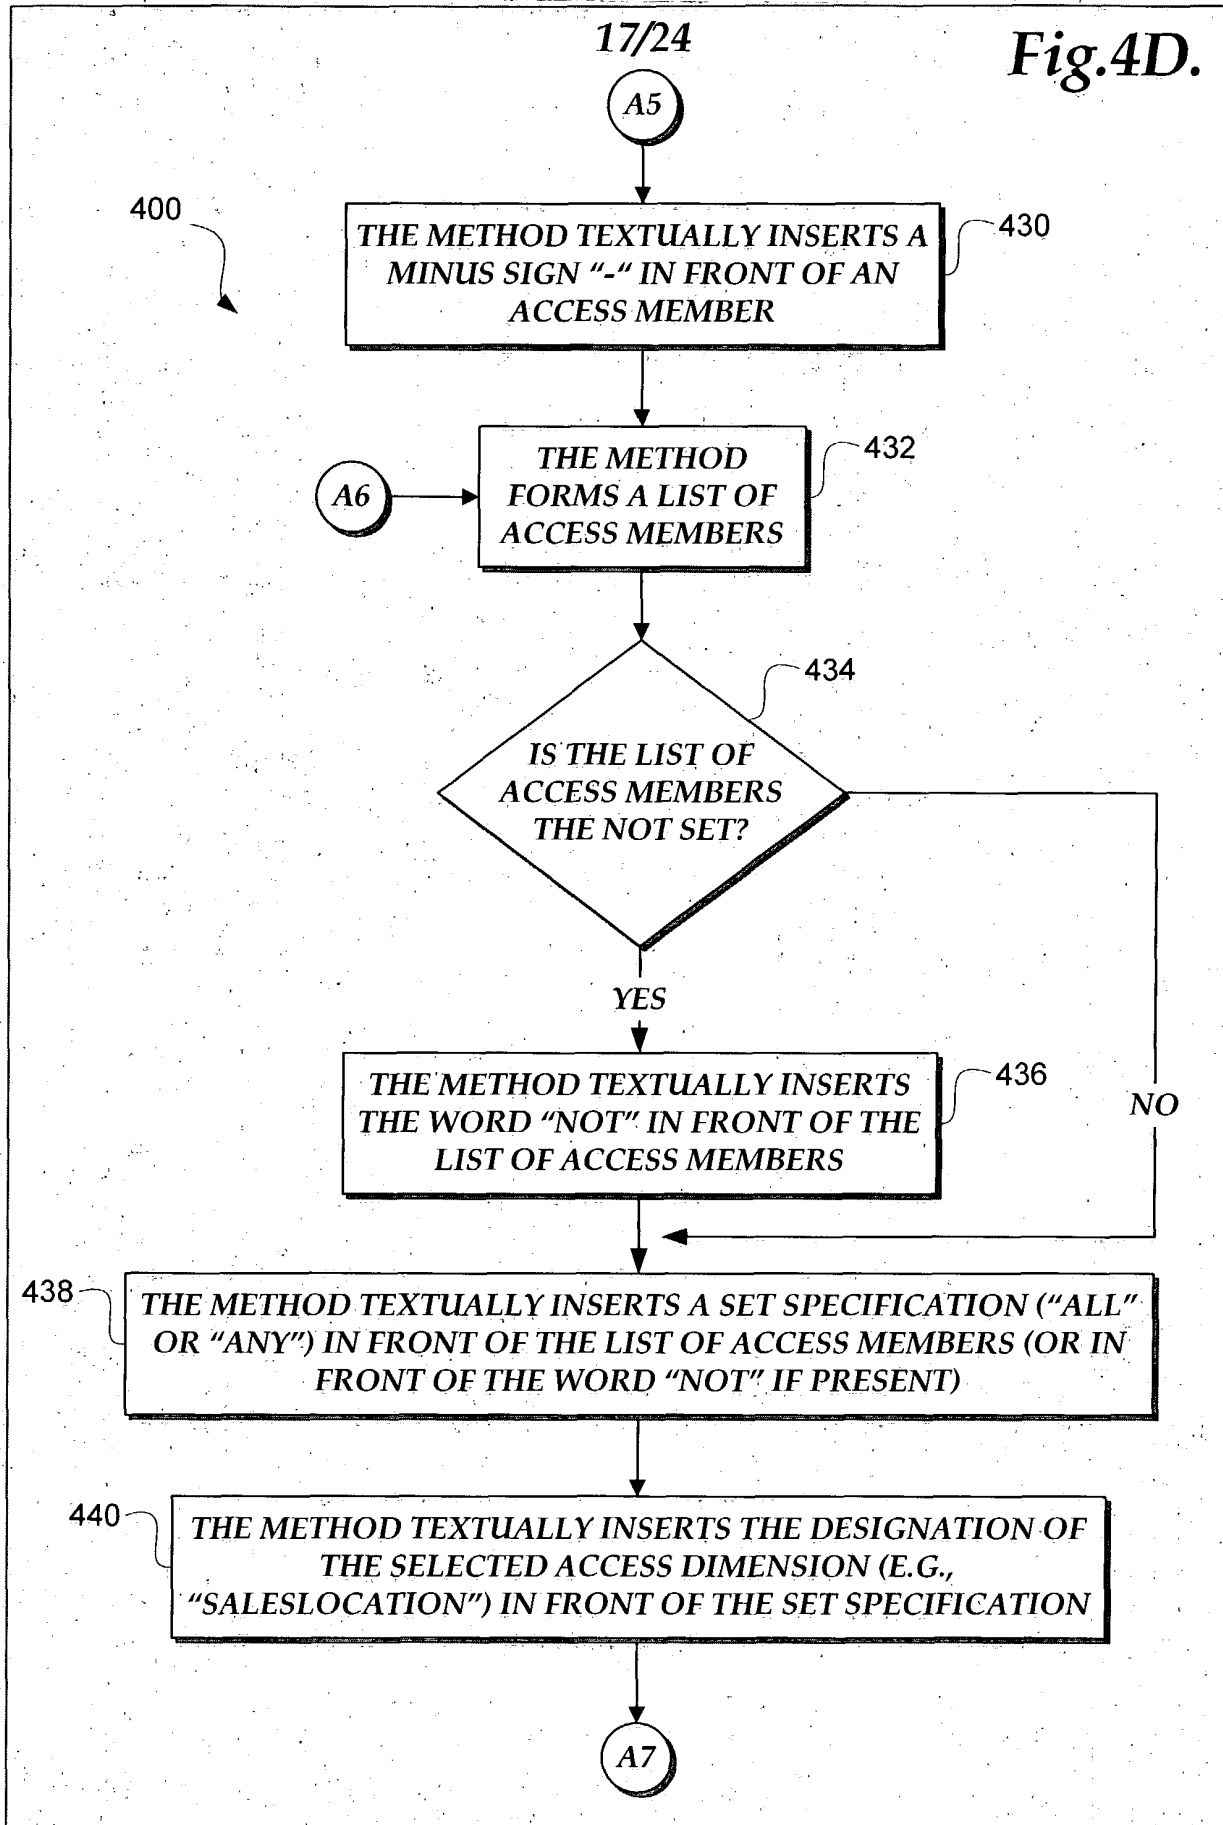 17/24
Fig.4D.
A5
400
430
THE METHOD TEXTUALLY INSERTS A
MINUS SIGN “-“ IN FRONT OF AN
ACCESS MEMBER
432
THE METHOD
FORMS A LIST OF
ACCESS MEMBERS
A6
434
IS THE LIST OF
ACCESS MEMBERS
THE NOT SET?
YES
NO
436
THE METHOD TEXTUALLY INSERTS
THE WORD “NOT” IN FRONT OF THE
LIST OF ACCESS MEMBERS
438
THE METHOD TEXTUALLY INSERTS A SET SPECIFICATION (“ALL”
OR “ANY”) IN FRONT OF THE LIST OF ACCESS MEMBERS (OR IN
FRONT OF THE WORD “NOT” IF PRESENT)
440
THE METHOD TEXTUALLY INSERTS THE DESIGNATION OF
THE SELECTED ACCESS DIMENSION (E.G.,
“SALESLOCATION”) IN FRONT OF THE SET SPECIFICATION
A7